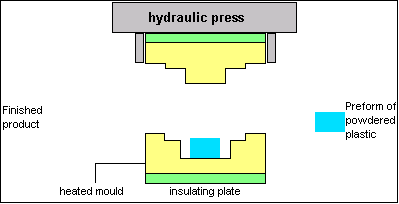 hydraulic press
Finished
product
Preform of
powdered
plastic
heated mould
insulating plate